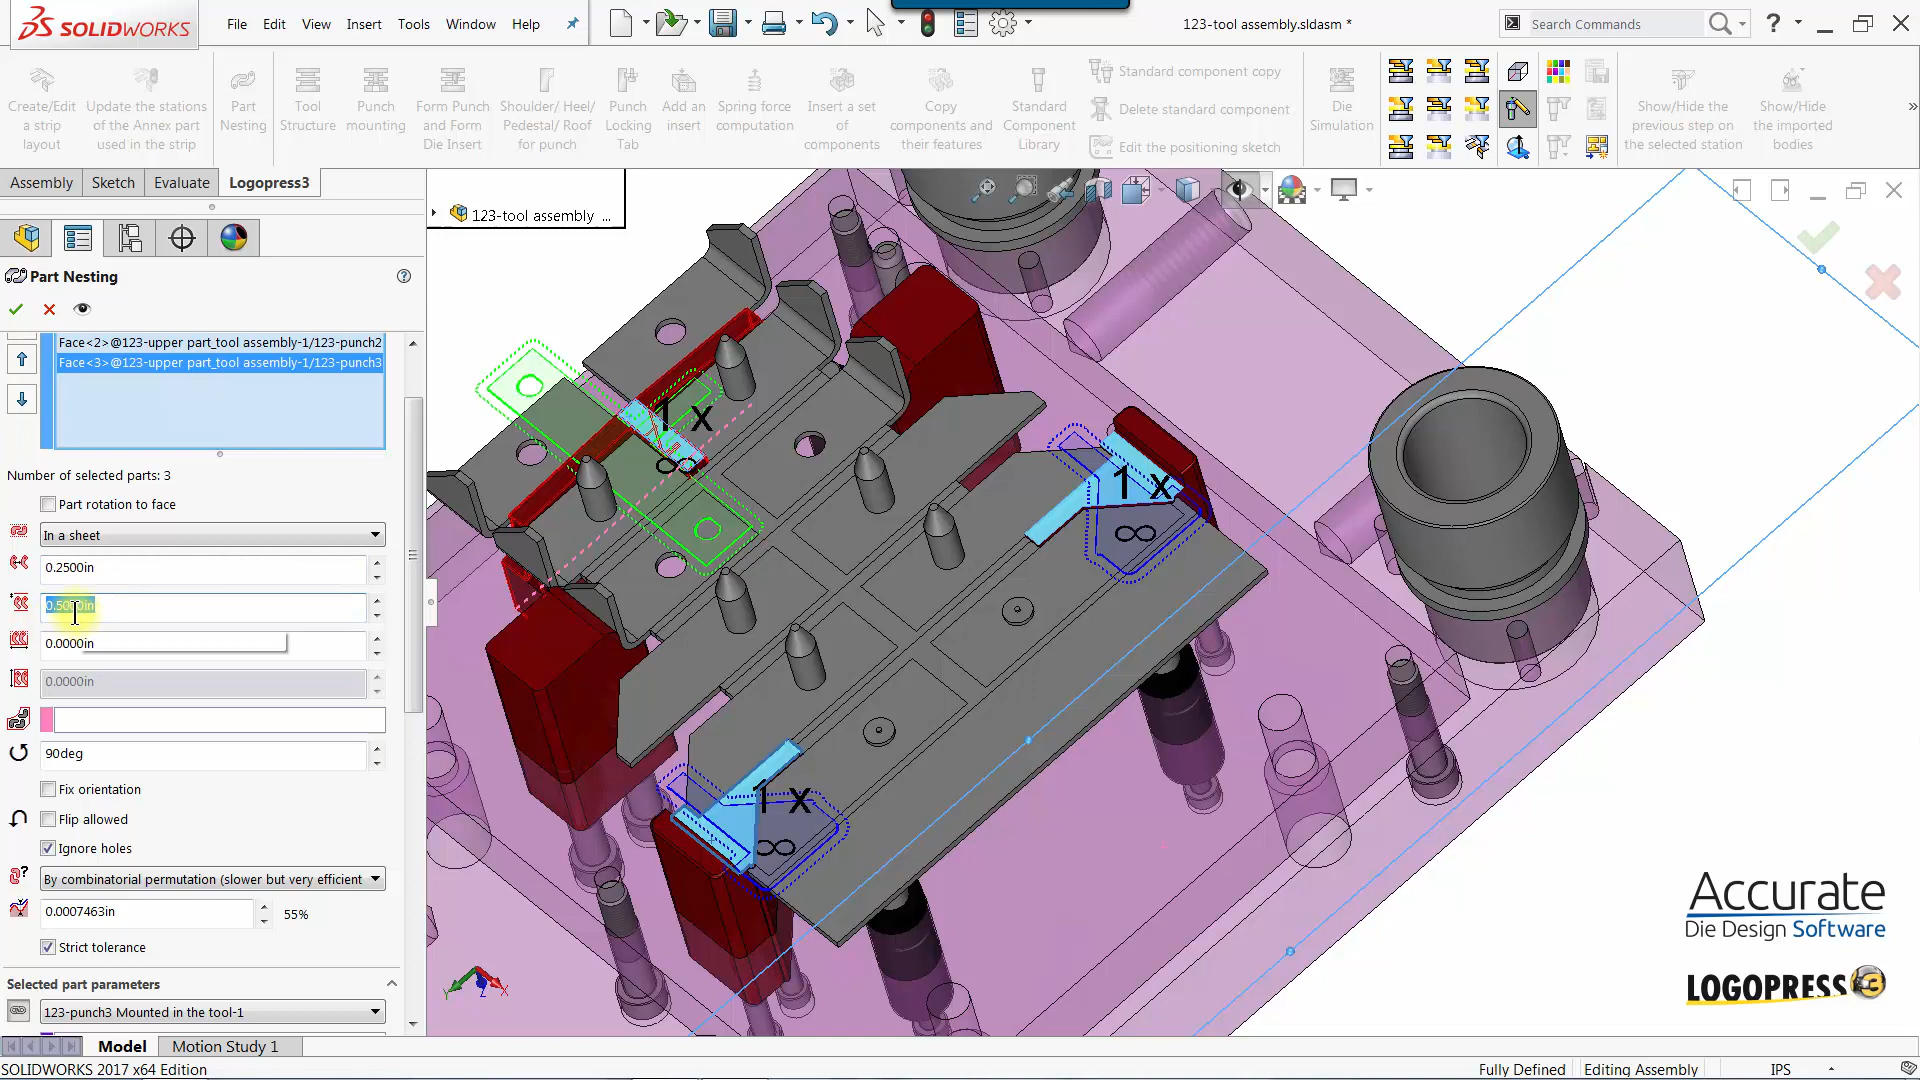 SOLIDWORKS
File Edit View Insert Tools Window Help
123-tool assembly.sldasm *
Search Commands
Create/Edit a strip layout
Update the stations of the Annex part used in the strip
Part Nesting
Tool Structure
Punch mounting
Form Punch and Form Die Insert
Shoulder/ Heel/ Pedestal/ Roof for punch
Punch Locking Tab
Add an insert
Spring force computation
Insert a set of components
Copy components and their features
Standard Component Library
Standard component copy
Delete standard component
Edit the positioning sketch
Die Simulation
Show/Hide the previous step on the selected station
Show/Hide the imported bodies
Assembly Sketch Evaluate Logopress3
123-tool assembly ...
Part Nesting
Face<2>@123-upper part_tool assembly-1/123-punch2
Face<3>@123-upper part_tool assembly-1/123-punch3
Number of selected parts: 3
Part rotation to face
In a sheet
0.2500in
0.5000in
0.0000in
0.0000in
90deg
Fix orientation
Flip allowed
Ignore holes
By combinatorial permutation (slower but very efficient
0.0007463in 55%
Strict tolerance
Selected part parameters
123-punch3 Mounted in the tool-1
1 x
∞
1 x
∞
1 x
∞
Y X Z
Accurate
Die Design Software
LOGOPRESS 3
Model Motion Study 1
SOLIDWORKS 2017 x64 Edition
Fully Defined Editing Assembly IPS